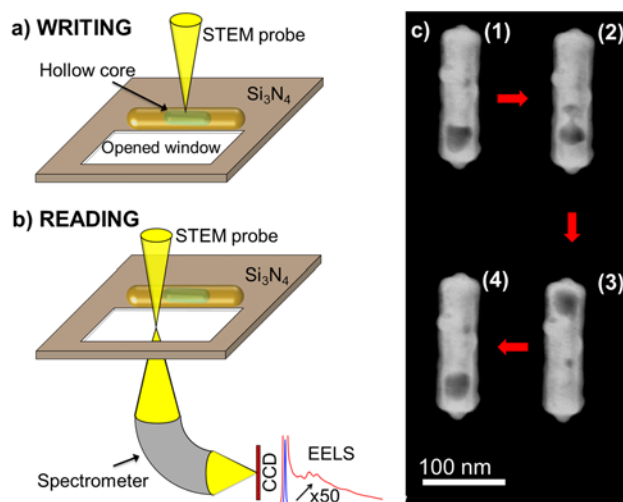 a) WRITING
STEM probe
Hollow core
Si3N4
Opened window
b) READING
STEM probe
Si3N4
Spectrometer
CCD
EELS
x50
c)
(1)
(2)
(4)
(3)
100 nm